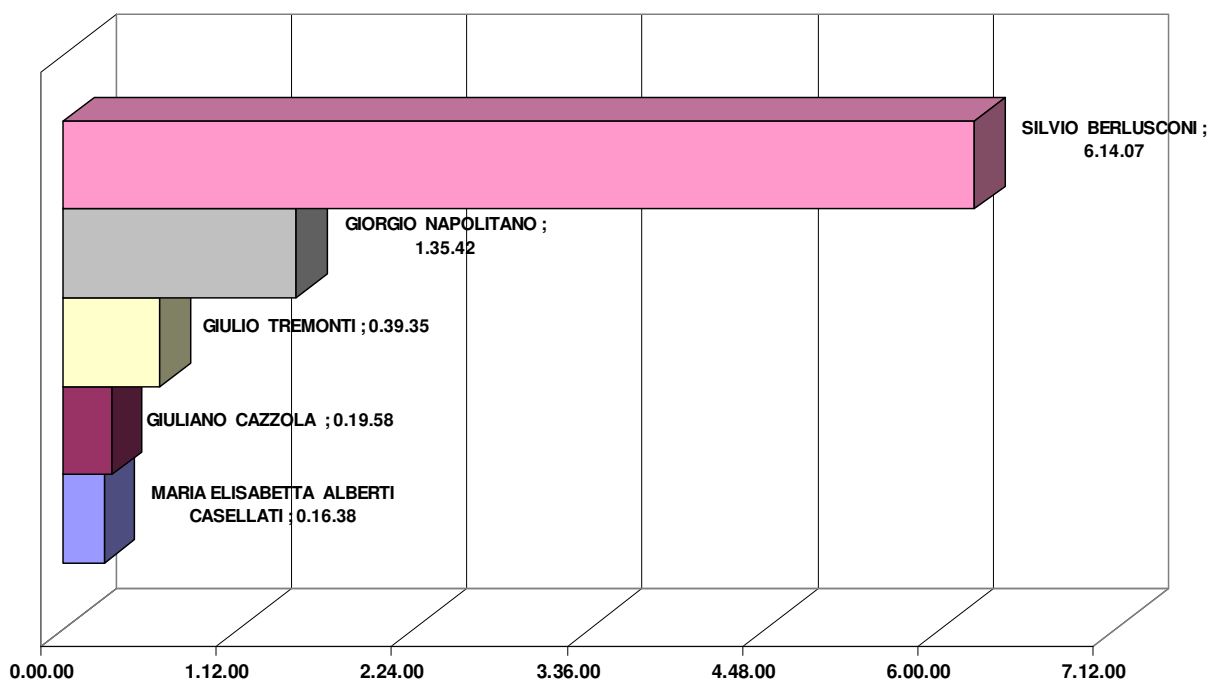 SILVIO BERLUSCONI ;
6.14.07
GIORGIO NAPOLITANO ;
1.35.42
GIULIO TREMONTI ; 0.39.35
GIULIANO CAZZOLA ; 0.19.58
MARIA ELISABETTA ALBERTI
CASELLATI ; 0.16.38
0.00.00 1.12.00 2.24.00 3.36.00 4.48.00 6.00.00 7.12.00